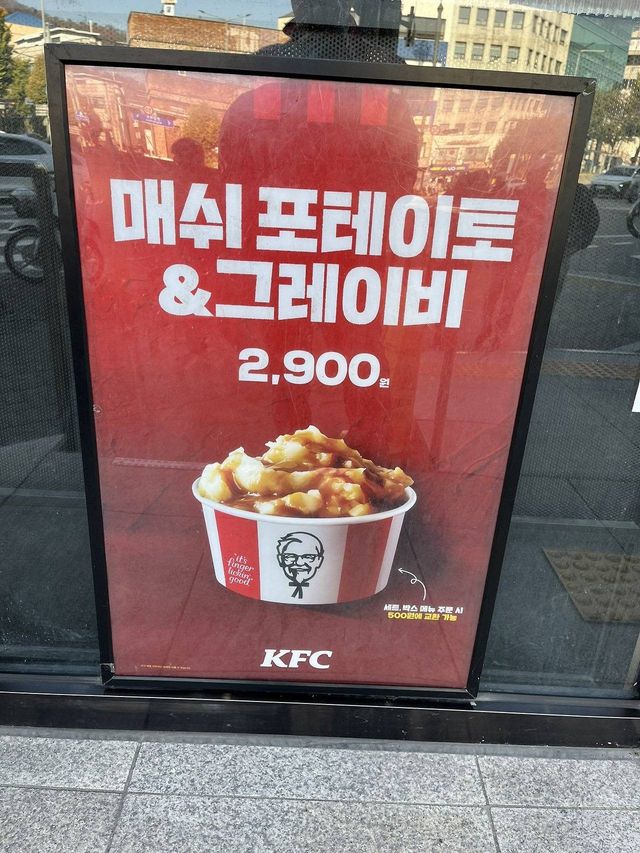 매쉬 포테이토
&그레이비
2,900원
it's
finger
lickin'
good
세트, 박스 메뉴 주문 시
500원에 교환 가능
KFC